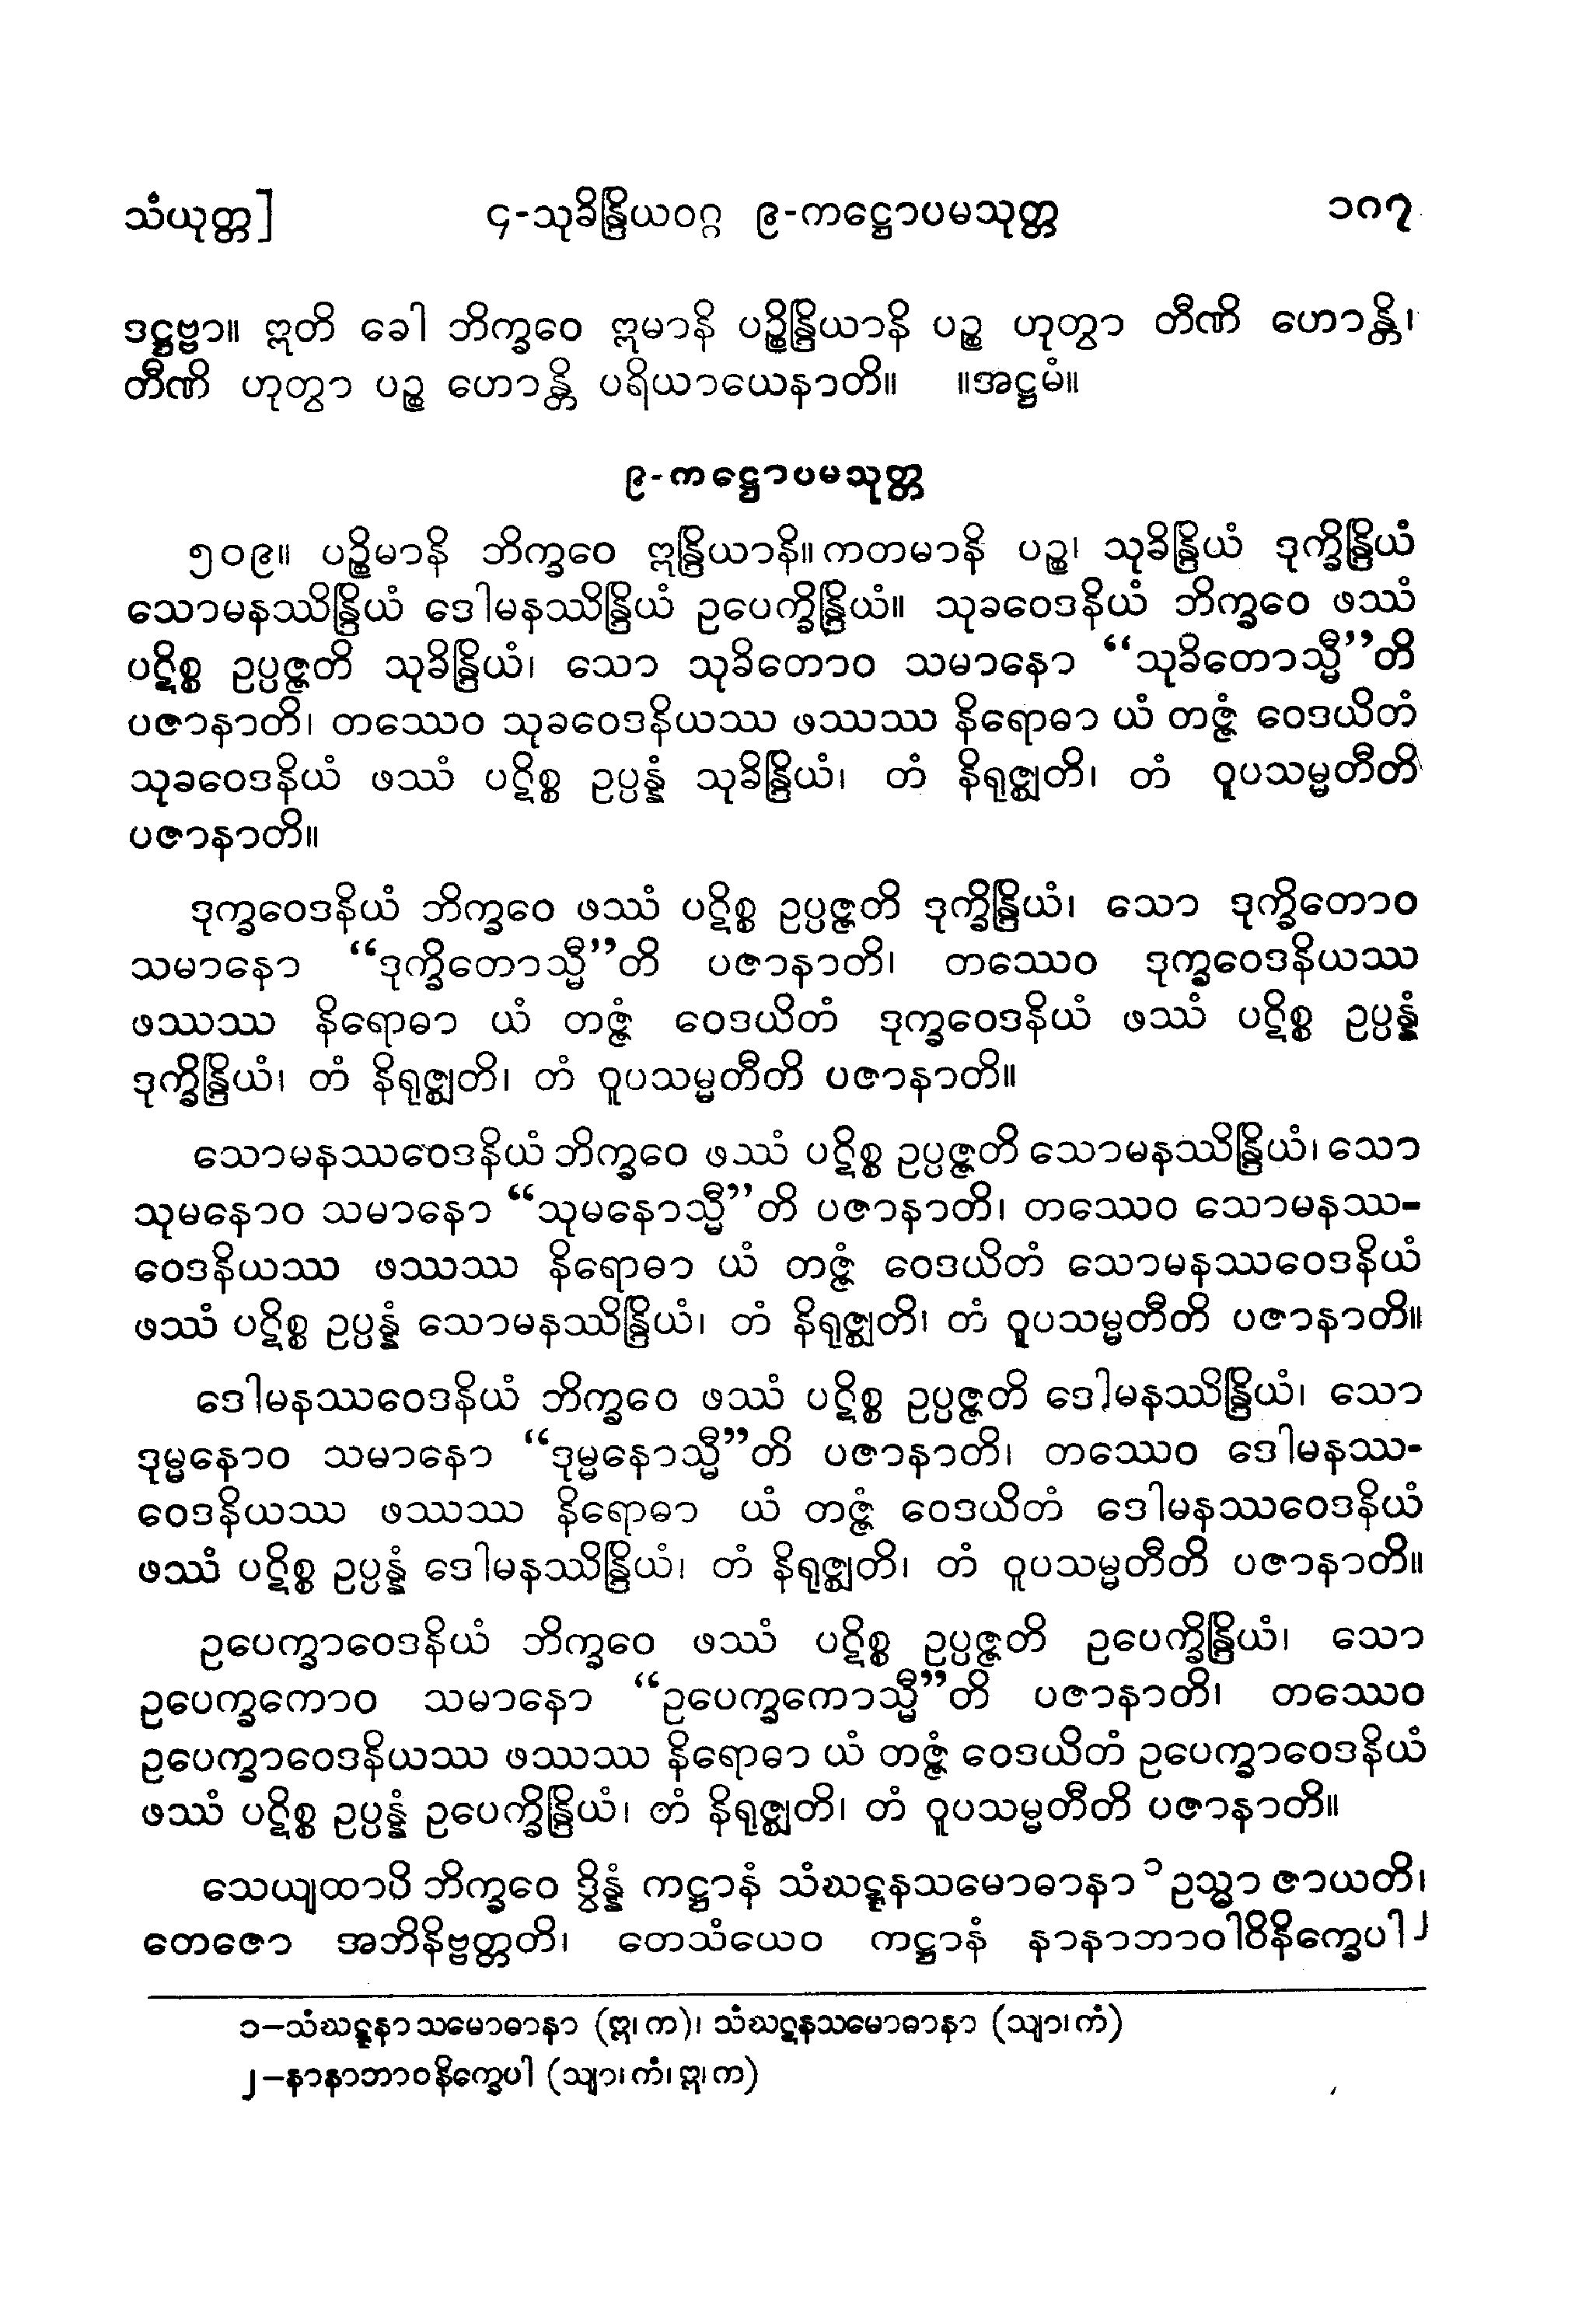 သံယုတ္တ] ၄-သုခိန္ဒြိယဝဂ္ဂ ၉-ကဋ္ဌောပမသုတ္တ ၁၈၇
ဒဋ္ဌဗ္ဗာ။ ဣတိ ခေါ ဘိက္ခဝေ ဣမာနိ ပဉ္စိန္ဒြိယာနိ ပဉ္စ ဟုတွာ တီဏိ ဟောန္တိ၊
တီဏိ ဟုတွာ ပဉ္စ ဟောန္တိ ပရိယာယေနာတိ။ ။အဋ္ဌမံ။
၉-ကဋ္ဌောပမသုတ္တ
၅၀၉။ ပဉ္စိမာနိ ဘိက္ခဝေ ဣန္ဒြိယာနိ။ ကတမာနိ ပဉ္စ၊ သုခိန္ဒြိယံ ဒုက္ခိန္ဒြိယံ
သောမနဿိန္ဒြိယံ ဒေါမနဿိန္ဒြိယံ ဥပေက္ခိန္ဒြိယံ။ သုခဝေဒနိယံ ဘိက္ခဝေ ဖဿံ
ပဋိစ္စ ဥပ္ပဇ္ဇတိ သုခိန္ဒြိယံ၊ သော သုခိတောဝ သမာနော “သုခိတောသ္မီ”တိ
ပဇာနာတိ၊ တဿေဝ သုခဝေဒနိယဿ ဖဿဿ နိရောဓာ ယံ တဇ္ဇံ ဝေဒယိတံ
သုခဝေဒနိယံ ဖဿံ ပဋိစ္စ ဥပ္ပန္နံ သုခိန္ဒြိယံ၊ တံ နိရုဇ္ဈတိ၊ တံ ဝူပသမ္မတီတိ
ပဇာနာတိ။
ဒုက္ခဝေဒနိယံ ဘိက္ခဝေ ဖဿံ ပဋိစ္စ ဥပ္ပဇ္ဇတိ ဒုက္ခိန္ဒြိယံ၊ သော ဒုက္ခိတောဝ
သမာနော “ဒုက္ခိတောသ္မီ”တိ ပဇာနာတိ၊ တဿေဝ ဒုက္ခဝေဒနိယဿ
ဖဿဿ နိရောဓာ ယံ တဇ္ဇံ ဝေဒယိတံ ဒုက္ခဝေဒနိယံ ဖဿံ ပဋိစ္စ ဥပ္ပန္နံ
ဒုက္ခိန္ဒြိယံ၊ တံ နိရုဇ္ဈတိ၊ တံ ဝူပသမ္မတီတိ ပဇာနာတိ။
သောမနဿဝေဒနိယံ ဘိက္ခဝေ ဖဿံ ပဋိစ္စ ဥပ္ပဇ္ဇတိ သောမနဿိန္ဒြိယံ၊ သော
သုမနောဝ သမာနော “သုမနောသ္မီ”တိ ပဇာနာတိ၊ တဿေဝ သောမနဿ-
ဝေဒနိယဿ ဖဿဿ နိရောဓာ ယံ တဇ္ဇံ ဝေဒယိတံ သောမနဿဝေဒနိယံ
ဖဿံ ပဋိစ္စ ဥပ္ပန္နံ သောမနဿိန္ဒြိယံ၊ တံ နိရုဇ္ဈတိ၊ တံ ဝူပသမ္မတီတိ ပဇာနာတိ။
ဒေါမနဿဝေဒနိယံ ဘိက္ခဝေ ဖဿံ ပဋိစ္စ ဥပ္ပဇ္ဇတိ ဒေါမနဿိန္ဒြိယံ၊ သော
ဒုမ္မနောဝ သမာနော “ဒုမ္မနောသ္မီ”တိ ပဇာနာတိ၊ တဿေဝ ဒေါမနဿ-
ဝေဒနိယဿ ဖဿဿ နိရောဓာ ယံ တဇ္ဇံ ဝေဒယိတံ ဒေါမနဿဝေဒနိယံ
ဖဿံ ပဋိစ္စ ဥပ္ပန္နံ ဒေါမနဿိန္ဒြိယံ၊ တံ နိရုဇ္ဈတိ၊ တံ ဝူပသမ္မတီတိ ပဇာနာတိ။
ဥပေက္ခာဝေဒနိယံ ဘိက္ခဝေ ဖဿံ ပဋိစ္စ ဥပ္ပဇ္ဇတိ ဥပေက္ခိန္ဒြိယံ၊ သော
ဥပေက္ခကောဝ သမာနော “ဥပေက္ခကောသ္မီ”တိ ပဇာနာတိ၊ တဿေဝ
ဥပေက္ခာဝေဒနိယဿ ဖဿဿ နိရောဓာ ယံ တဇ္ဇံ ဝေဒယိတံ ဥပေက္ခာဝေဒနိယံ
ဖဿံ ပဋိစ္စ ဥပ္ပန္နံ ဥပေက္ခိန္ဒြိယံ၊ တံ နိရုဇ္ဈတိ၊ တံ ဝူပသမ္မတီတိ ပဇာနာတိ။
သေယျထာပိ ဘိက္ခဝေ ဒွိန္နံ ကဋ္ဌာနံ သံဃဋ္ဋနသမောဓာနာ ၁ ဥသ္မာ ဇာယတိ၊
တေဇော အဘိနိဗ္ဗတ္တတိ၊ တေသံယေဝ ကဋ္ဌာနံ နာနာဘာဝါဝိနိက္ခေပါ ၂
၁-သံဃဋ္ဋနာသမောဓာနာ (ဣ၊ က)၊ သံဃဋနသမောဓာနာ (သျာ၊ ကံ)
၂-နာနာဘာဝနိက္ခေပါ (သျာ၊ ကံ၊ ဣ၊ က)